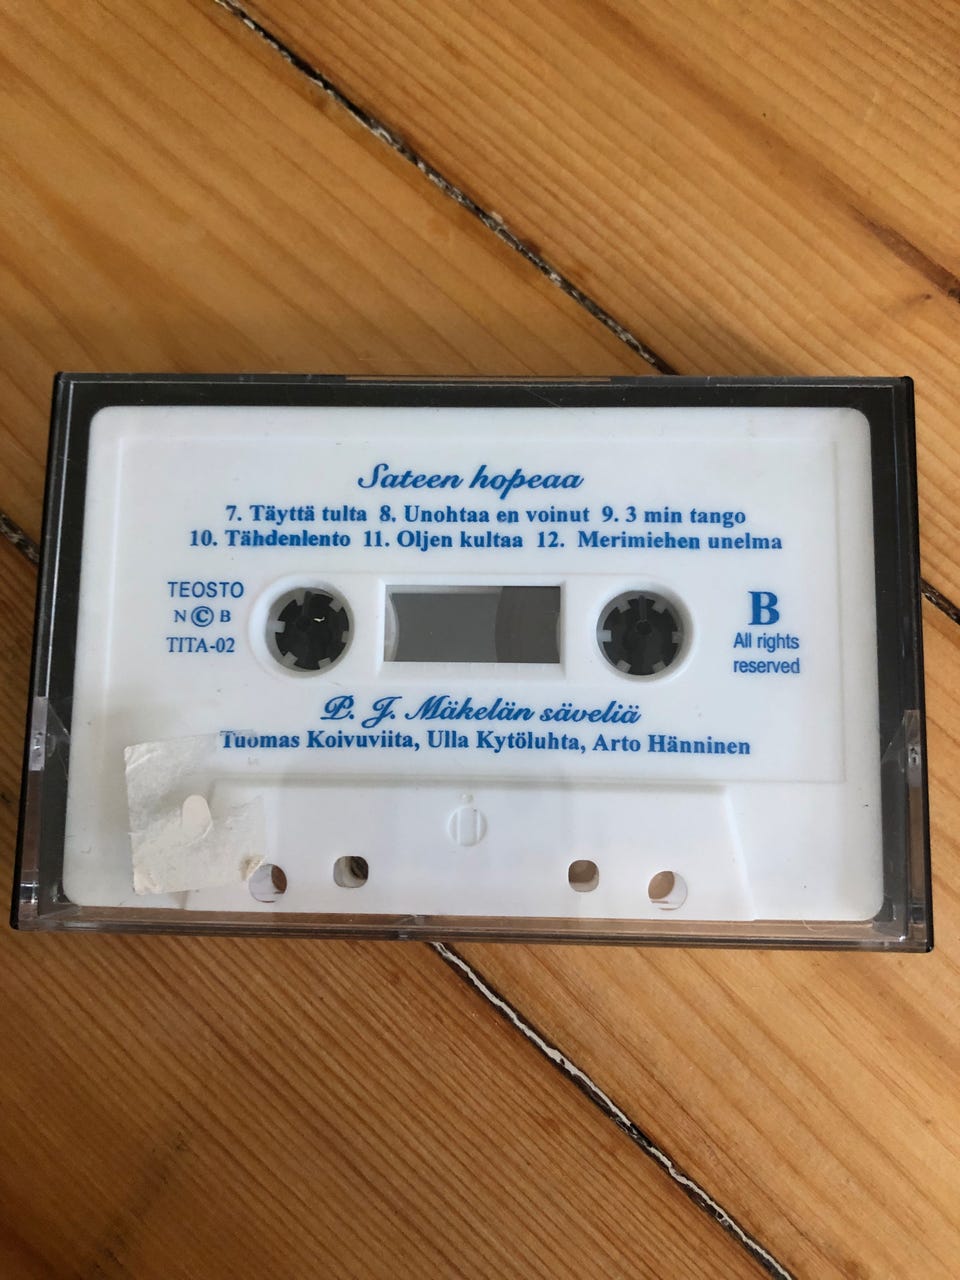 Sateen hopeaa
7. Täyttä tulta 8. Unohtaa en voinut 9. 3 min tango
10. Tähdenlento 11. Oljen kultaa 12. Merimiehen unelma
TEOSTO
N © B
TITA-02
B
All rights
reserved
P. J. Mäkelän säveliä
Tuomas Koivuviita, Ulla Kytöluhta, Arto Hänninen